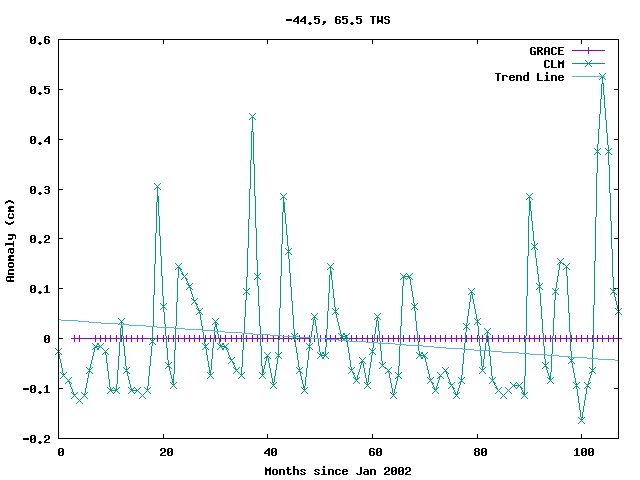 -44.5, 65.5 TWS
GRACE
CLM
Trend Line
0.6
0.5
0.4
0.3
0.2
0.1
0
-0.1
-0.2
Anomaly (cm)
0 20 40 60 80 100
Months since Jan 2002